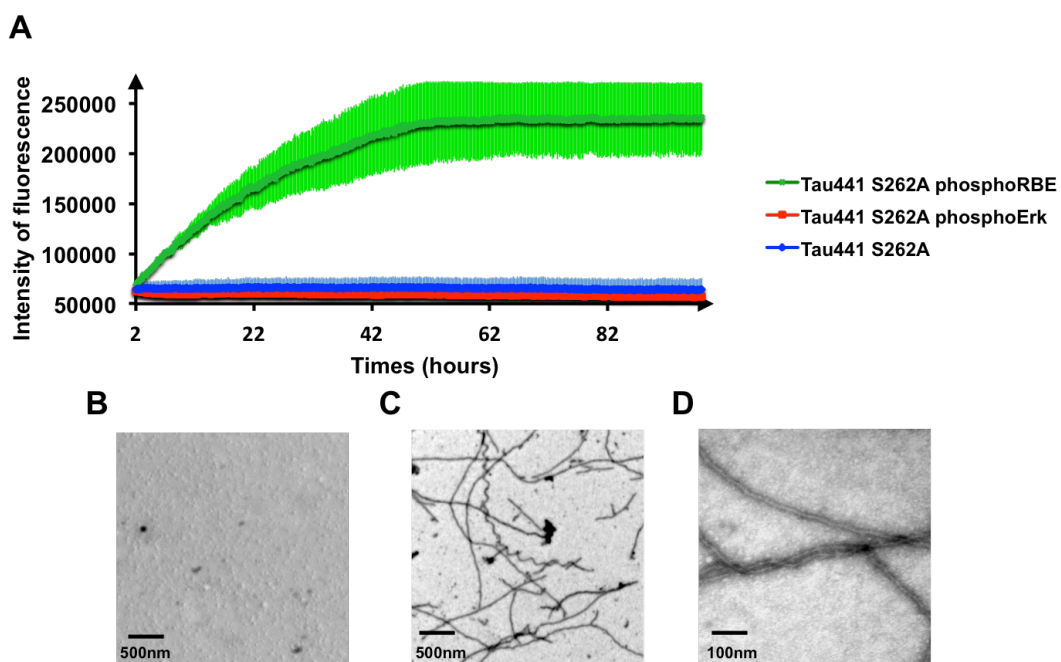 A
Intensity of fluorescence
250000
200000
150000
100000
50000
2 22 42 62 82
Times (hours)
Tau441 S262A phosphoRBE
Tau441 S262A phosphoErk
Tau441 S262A
B
500nm
C
500nm
D
100nm